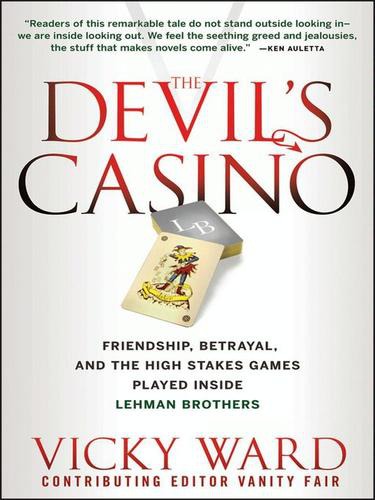 “Readers of this remarkable tale do not stand outside looking in–
we are inside looking out. We feel the seething greed and jealousies,
the stuff that makes novels come alive.” —KEN AULETTA
THE
DEVIL'S
CASINO
LB
FRIENDSHIP, BETRAYAL,
AND THE HIGH STAKES GAMES
PLAYED INSIDE
LEHMAN BROTHERS
VICKY WARD
CONTRIBUTING EDITOR VANITY FAIR